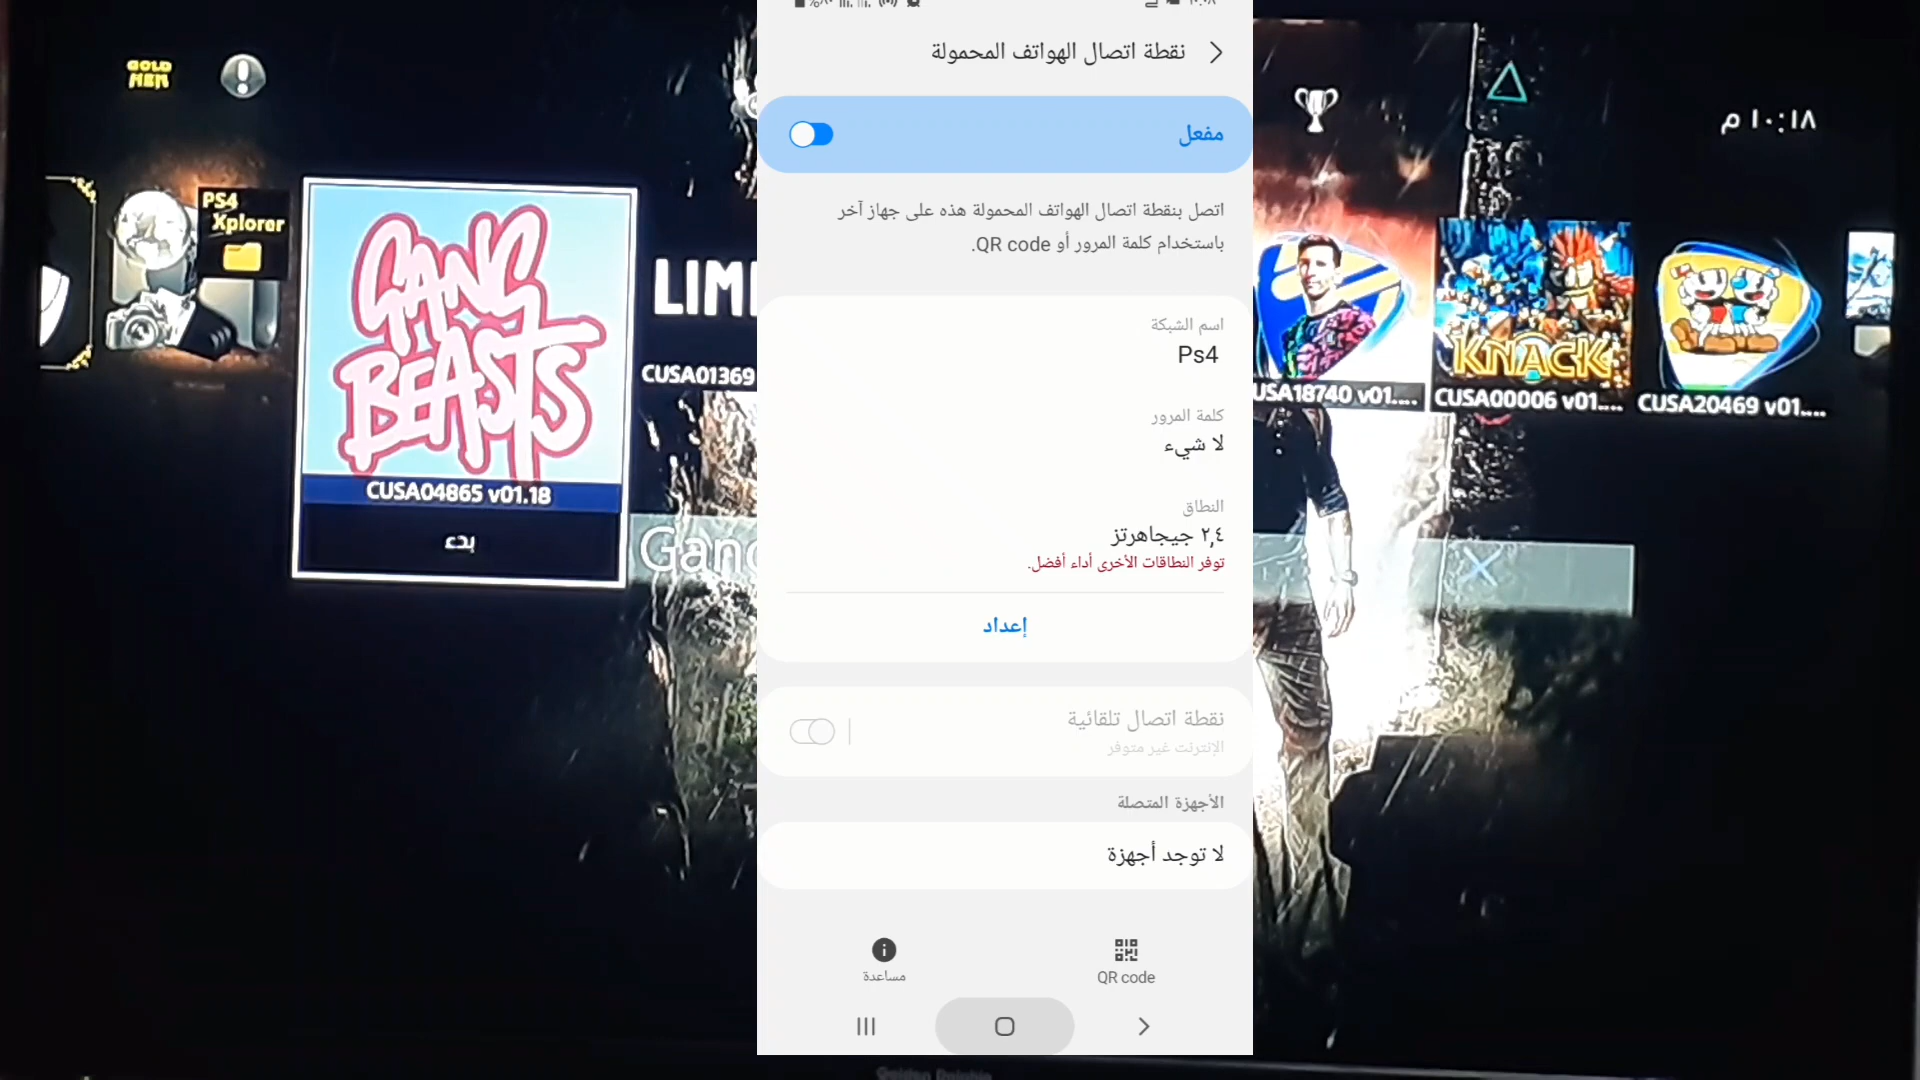 نقطة اتصال الهواتف المحمولة
مفعل
اتصل بنقطة اتصال الهواتف المحمولة هذه على جهاز آخر
باستخدام كلمة المرور أو QR code.
اسم الشبكة
Ps4
كلمة المرور
لا شيء
النطاق
٢,٤ جيجاهرتز
توفر النطاقات الأخرى أداء أفضل.
إعداد
نقطة اتصال تلقائية
الإنترنت غير متوفر
الأجهزة المتصلة
لا توجد أجهزة
QR code
مساعدة
GOLD
HEN
١٠:١٨ م
PS4
Xplorer
GANG
BEASTS
CUSA04865 v01.18
بدء
LIM
CUSA01369
Gang
USA18740 v01....
KNACK
CUSA00006 v01....
CUSA20469 v01....